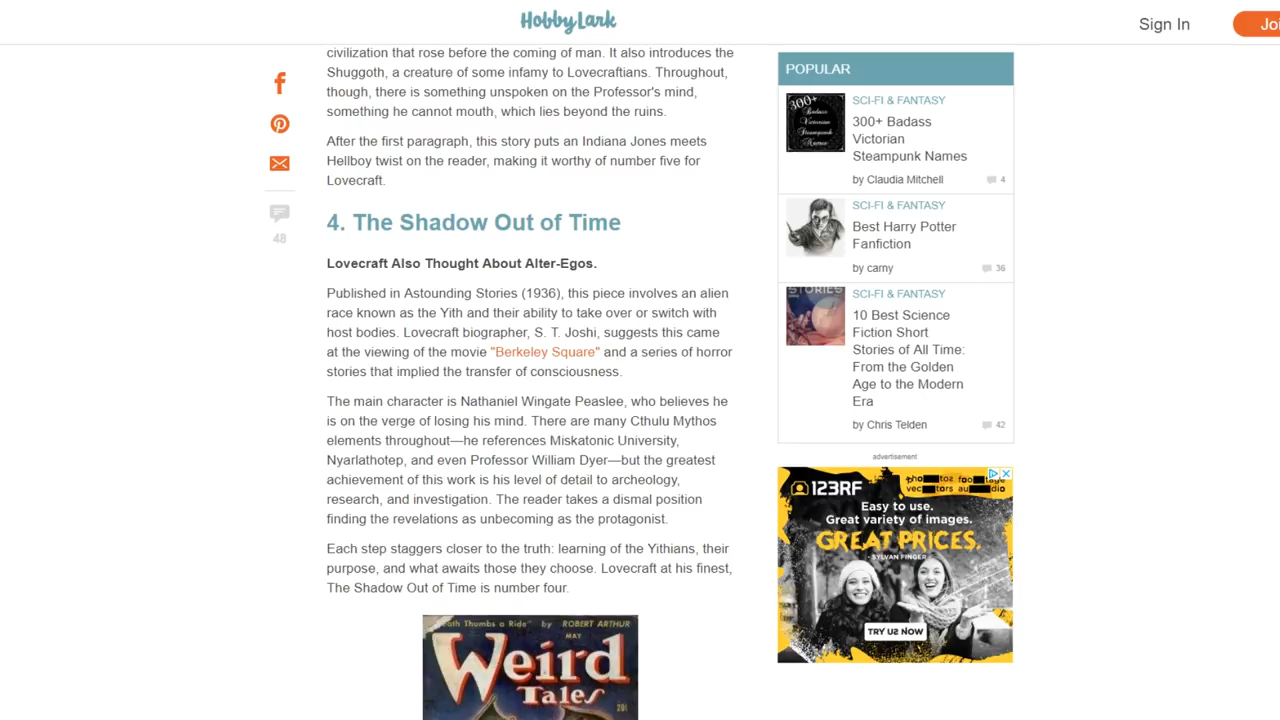 HobbyLark
Sign In
Joi
civilization that rose before the coming of man. It also introduces the
Shuggoth, a creature of some infamy to Lovecraftians. Throughout,
though, there is something unspoken on the Professor's mind,
something he cannot mouth, which lies beyond the ruins.
After the first paragraph, this story puts an Indiana Jones meets
Hellboy twist on the reader, making it worthy of number five for
Lovecraft.
48
4. The Shadow Out of Time
Lovecraft Also Thought About Alter-Egos.
Published in Astounding Stories (1936), this piece involves an alien
race known as the Yith and their ability to take over or switch with
host bodies. Lovecraft biographer, S. T. Joshi, suggests this came
at the viewing of the movie "Berkeley Square" and a series of horror
stories that implied the transfer of consciousness.
The main character is Nathaniel Wingate Peaslee, who believes he
is on the verge of losing his mind. There are many Cthulu Mythos
elements throughout—he references Miskatonic University,
Nyarlathotep, and even Professor William Dyer—but the greatest
achievement of this work is his level of detail to archeology,
research, and investigation. The reader takes a dismal position
finding the revelations as unbecoming as the protagonist.
Each step staggers closer to the truth: learning of the Yithians, their
purpose, and what awaits those they choose. Lovecraft at his finest,
The Shadow Out of Time is number four.
eath Thumbs a Ride" by ROBERT ARTHUR
MAY
Weird
Tales
20¢
POPULAR
300+
Badass
Victorian
Steampunk
Names
SCI-FI & FANTASY
300+ Badass
Victorian
Steampunk Names
by Claudia Mitchell
4
SCI-FI & FANTASY
Best Harry Potter
Fanfiction
by carny
36
STORIES
SCI-FI & FANTASY
10 Best Science
Fiction Short
Stories of All Time:
From the Golden
Age to the Modern
Era
by Chris Telden
42
advertisement
123RF
Easy to use.
Great variety of images.
GREAT PRICES.
- SYLVAN FINGER -
TRY US NOW